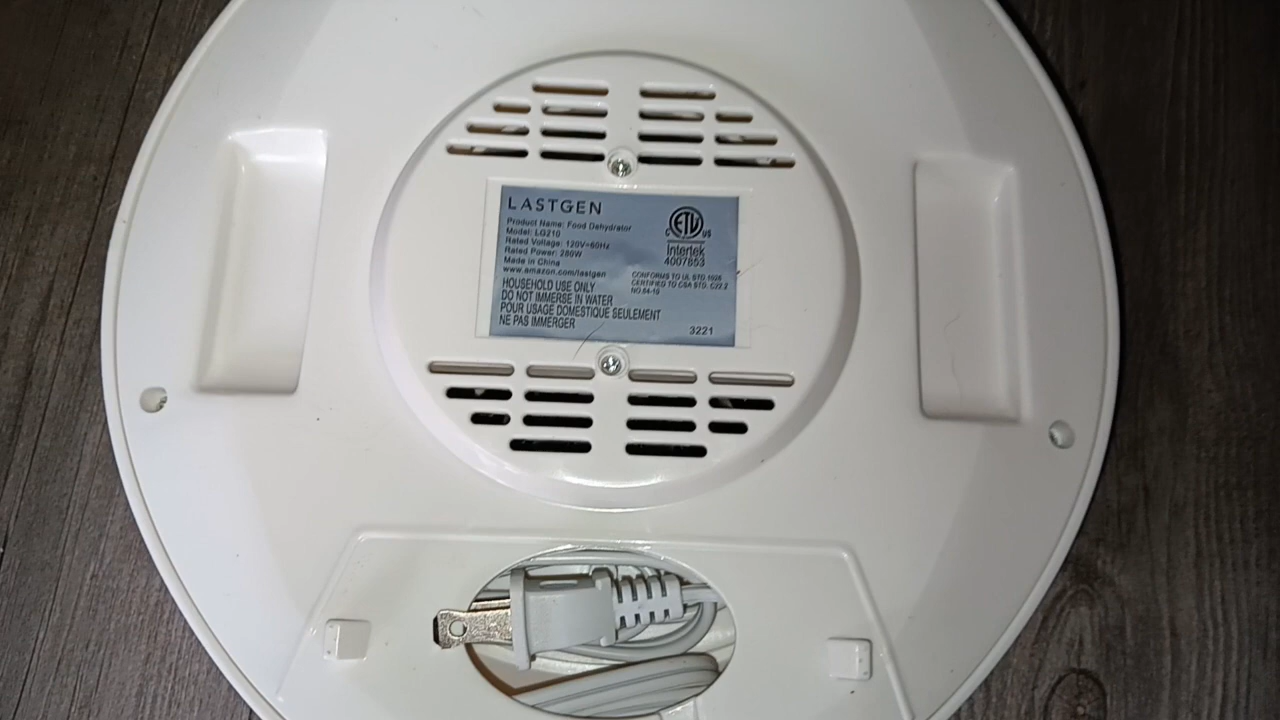 LASTGEN
Product Name: Food Dehydrator
Model: LG210
Rated Voltage: 120V~60Hz
Rated Power: 280W
Made in China
www.amazon.com/lastgen
HOUSEHOLD USE ONLY
DO NOT IMMERSE IN WATER
POUR USAGE DOMESTIQUE SEULEMENT
NE PAS IMMERGER
ETL
C US
Intertek
4007853
CONFORMS TO UL STD.1026
CERTIFIED TO CSA STD. C22.2
NO.64-10
3221